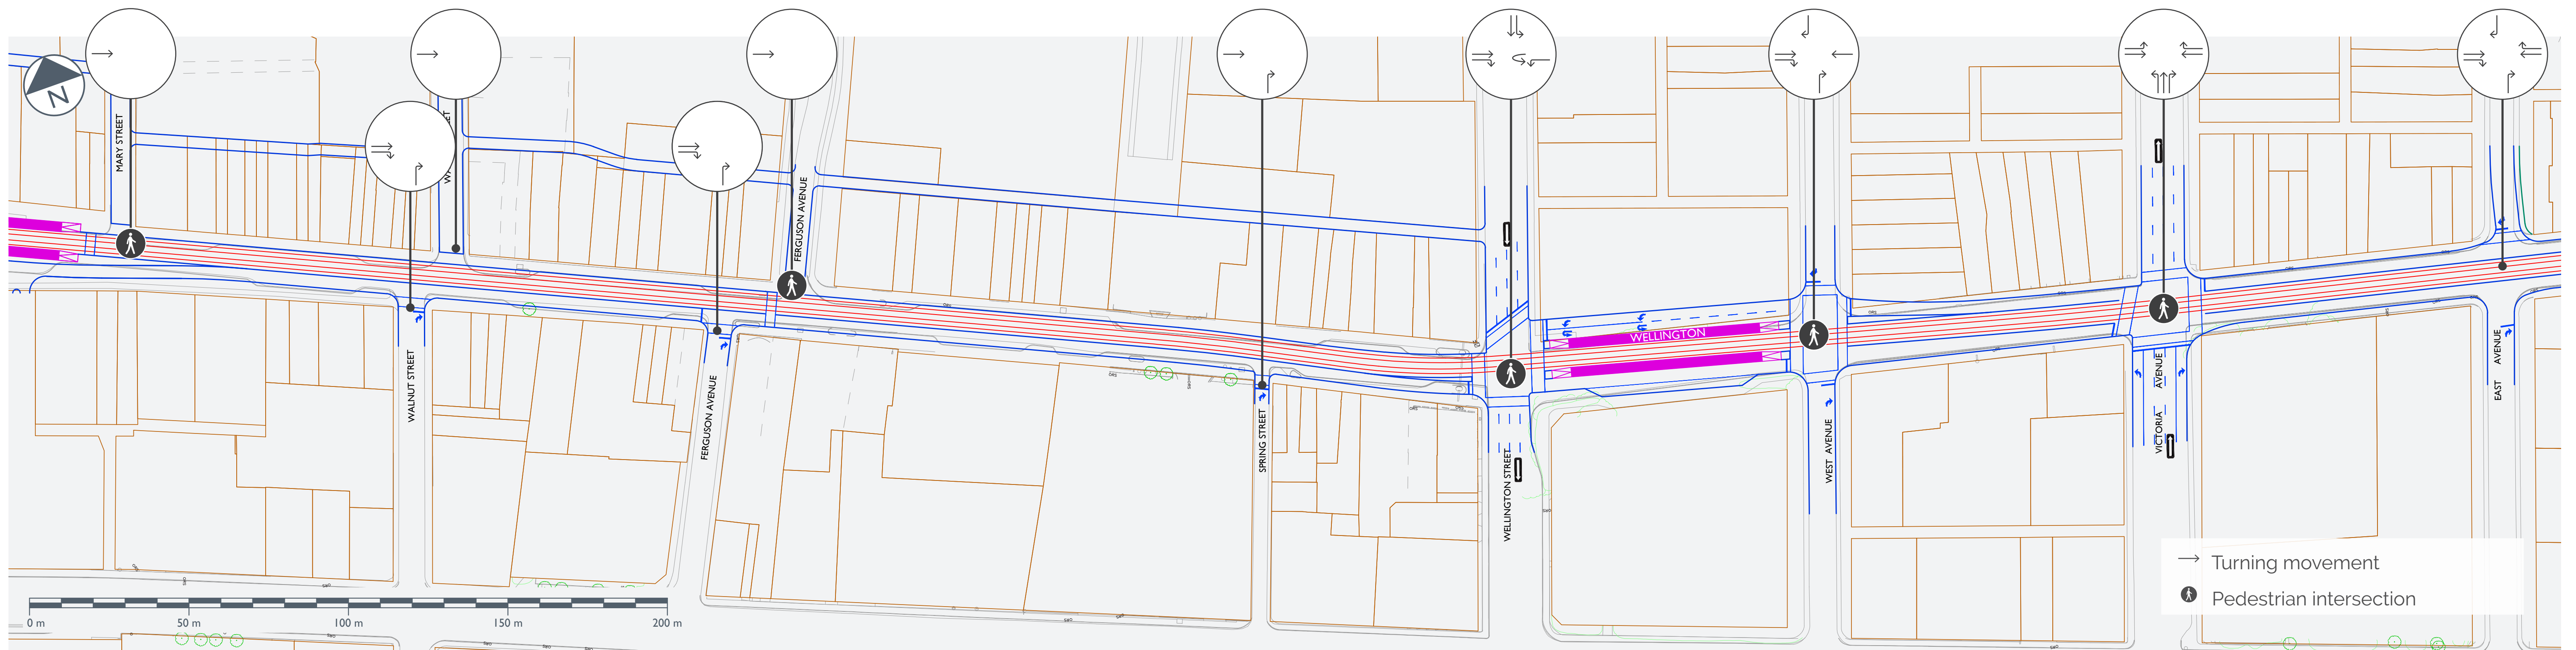 N
MARY STREET
WALNUT STREET
FERGUSON AVENUE
FERGUSON AVENUE
SPRING STREET
WELLINGTON STREET
WELLINGTON
WEST AVENUE
VICTORIA AVENUE
EAST AVENUE
Turning movement
Pedestrian intersection
0 m 50 m 100 m 150 m 200 m